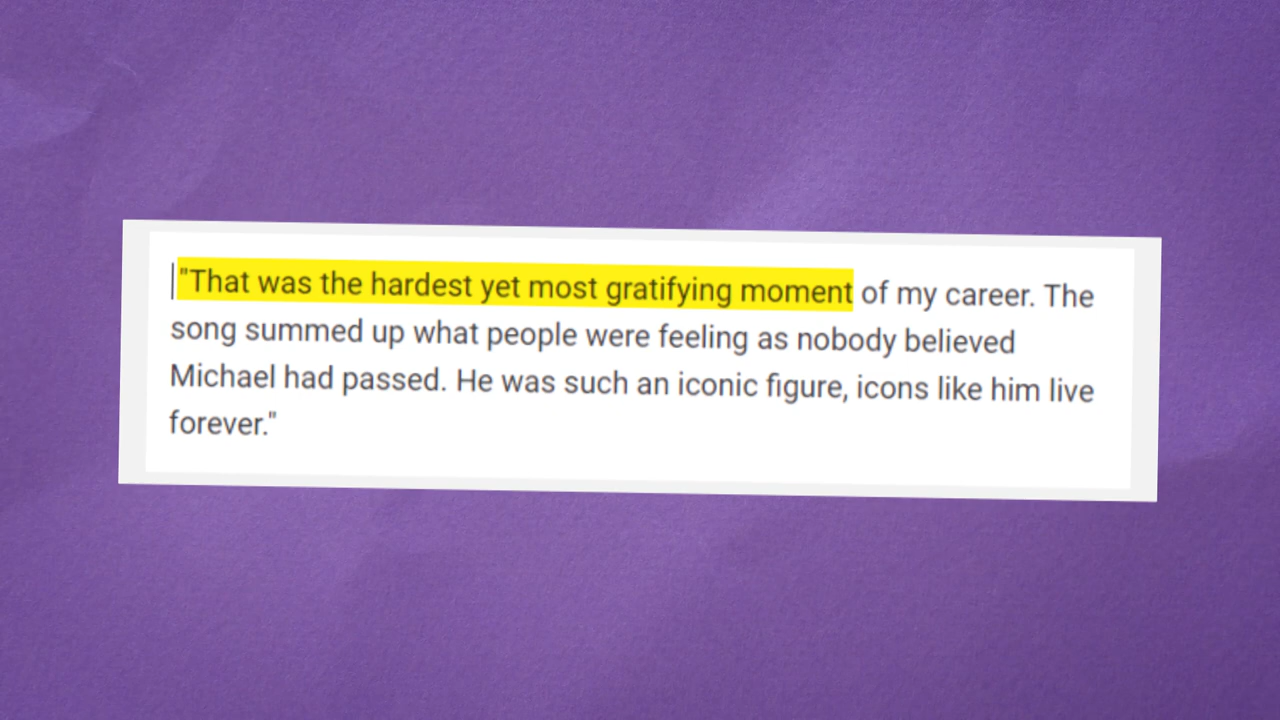 "That was the hardest yet most gratifying moment of my career. The
song summed up what people were feeling as nobody believed
Michael had passed. He was such an iconic figure, icons like him live
forever."